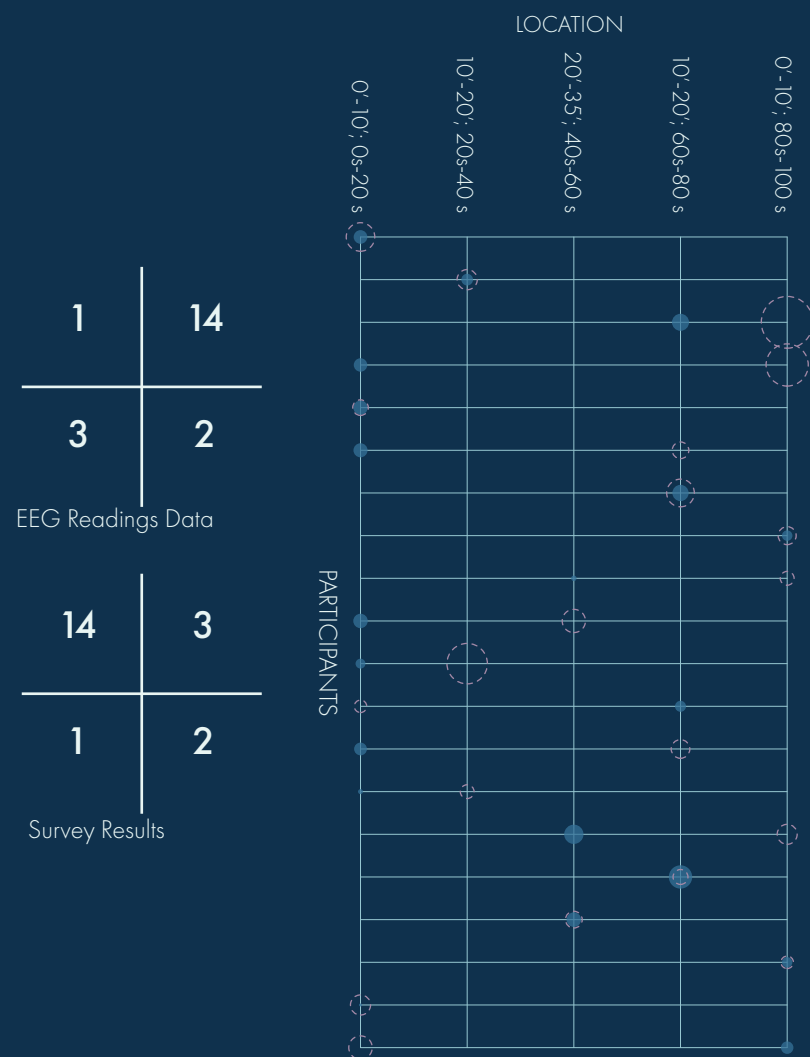 LOCATION
0'-10'; 0s-20 s
10'-20'; 20s-40 s
20'-35'; 40s-60 s
10'-20'; 60s-80 s
0'-10'; 80s-100 s
1
14
3
2
EEG Readings Data
14
3
1
2
Survey Results
PARTICIPANTS